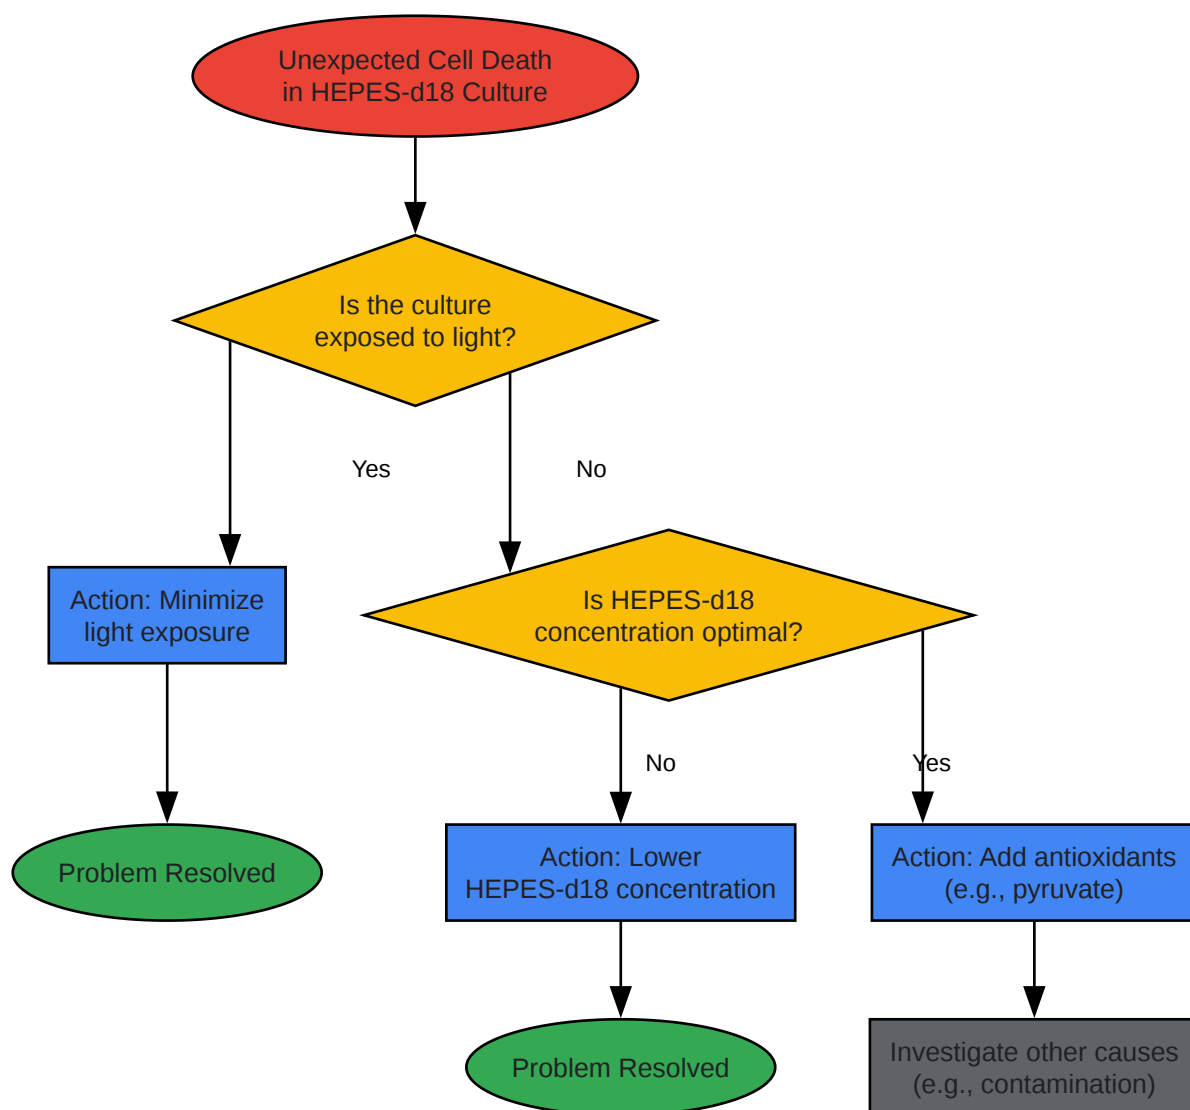 Unexpected Cell Death
in HEPES-d18 Culture
Is the culture
exposed to light?
Yes
No
Action: Minimize
light exposure
Is HEPES-d18
concentration optimal?
No
Yes
Problem Resolved
Action: Lower
HEPES-d18 concentration
Action: Add antioxidants
(e.g., pyruvate)
Problem Resolved
Investigate other causes
(e.g., contamination)